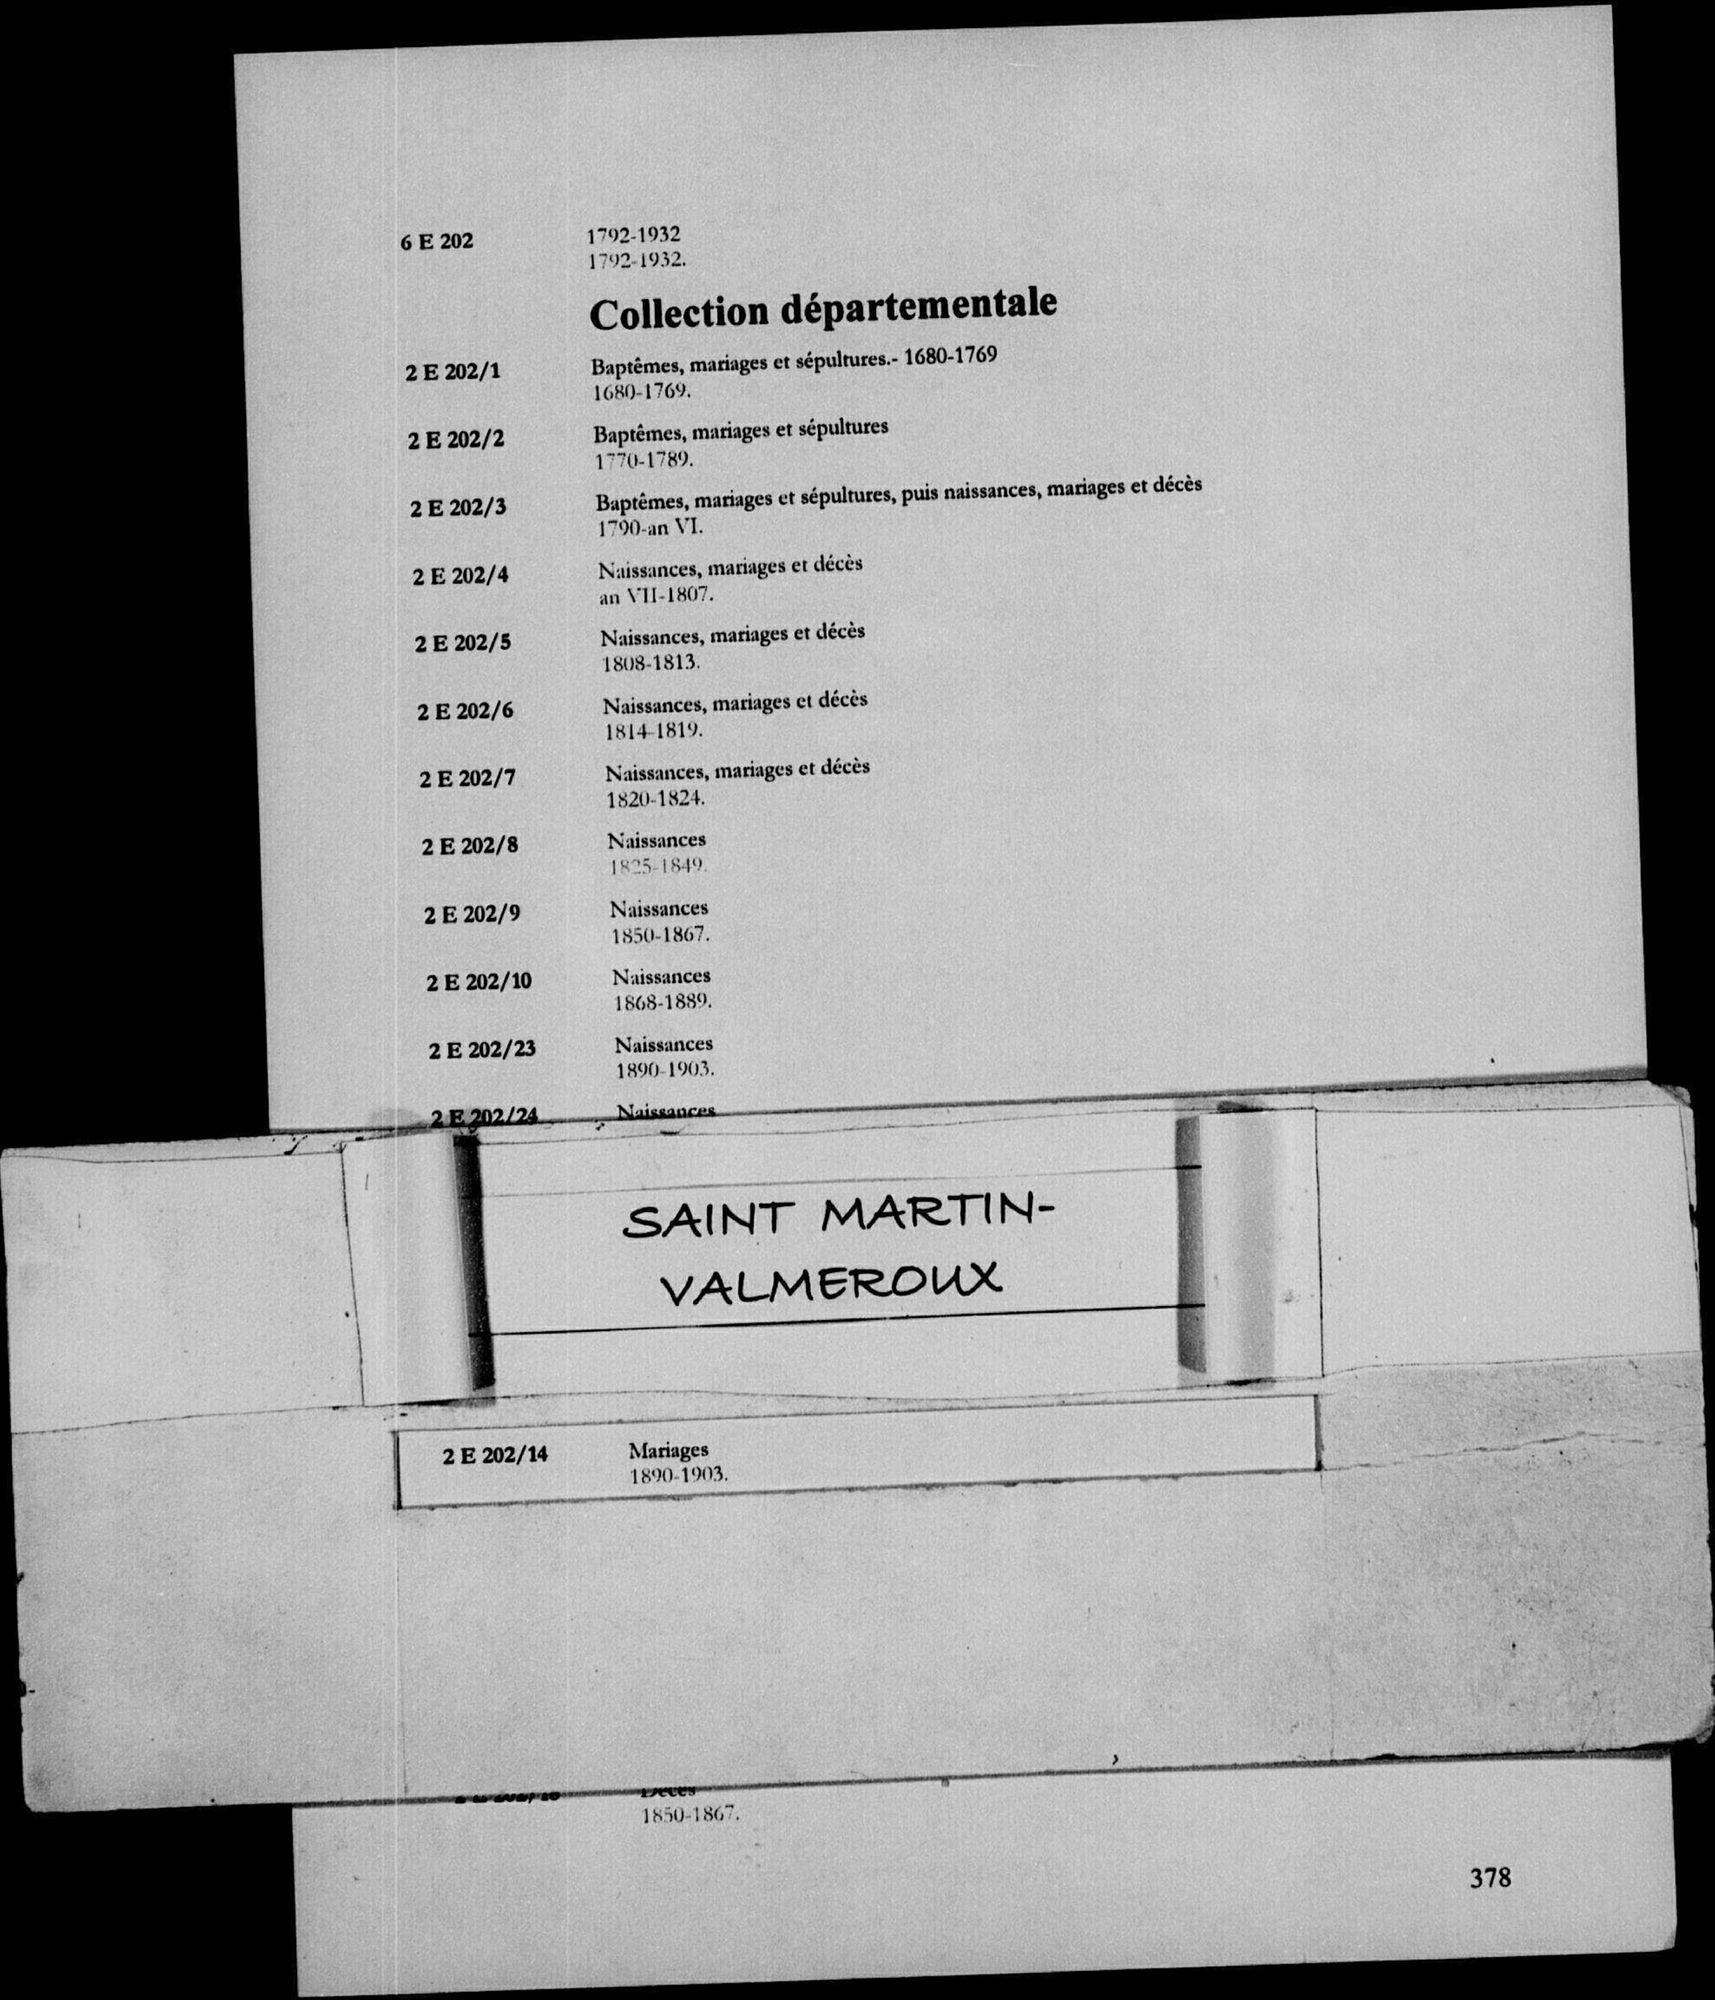 6 E 202 1792-1932
1792-1932.
Collection départementale
2 E 202/1 Baptêmes, mariages et sépultures.- 1680-1769
1680-1769.
2 E 202/2 Baptêmes, mariages et sépultures
1770-1789.
2 E 202/3 Baptêmes, mariages et sépultures, puis naissances, mariages et décès
1790-an VI.
2 E 202/4 Naissances, mariages et décès
an VII-1807.
2 E 202/5 Naissances, mariages et décès
1808-1813.
2 E 202/6 Naissances, mariages et décès
1814-1819.
2 E 202/7 Naissances, mariages et décès
1820-1824.
2 E 202/8 Naissances
1825-1849.
2 E 202/9 Naissances
1850-1867.
2 E 202/10 Naissances
1868-1889.
2 E 202/23 Naissances
1890-1903.
2 E 202/24 Naissances
SAINT MARTIN-
VALMEROUX
2 E 202/14 Mariages
1890-1903.
Décès
1850-1867.
378